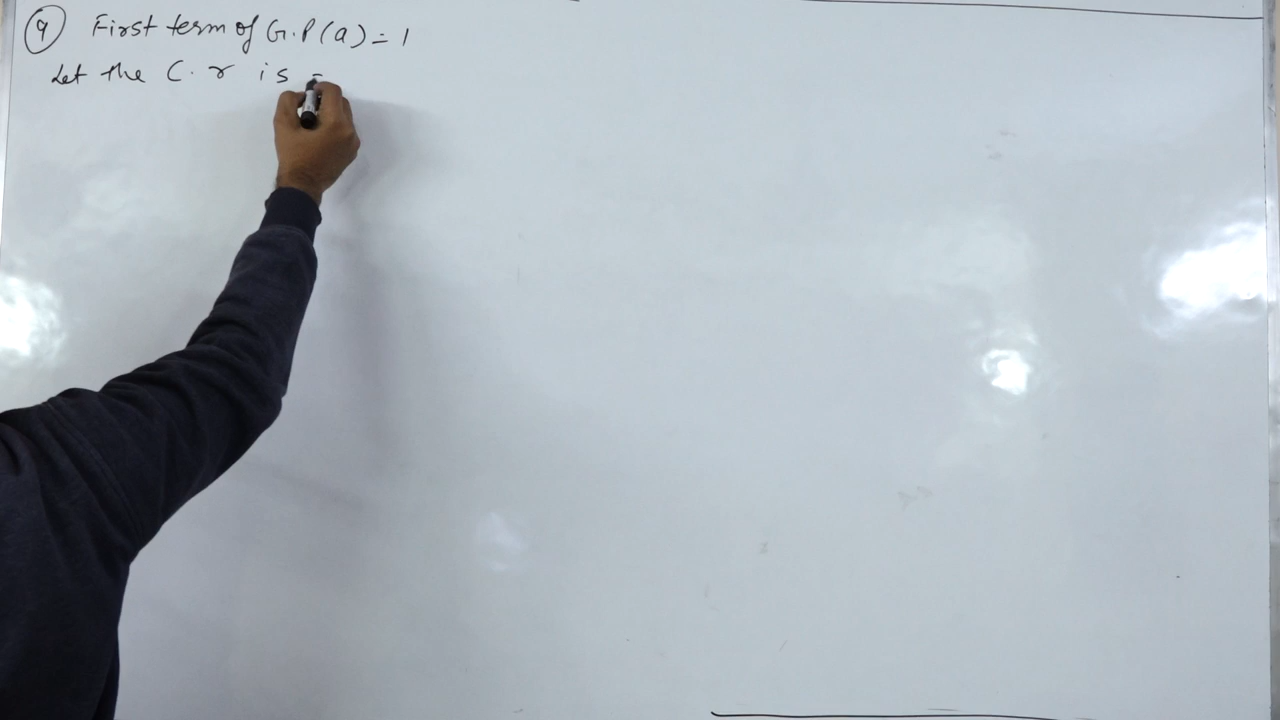 9 First term of G.P(a)=1
Let the C.r is =